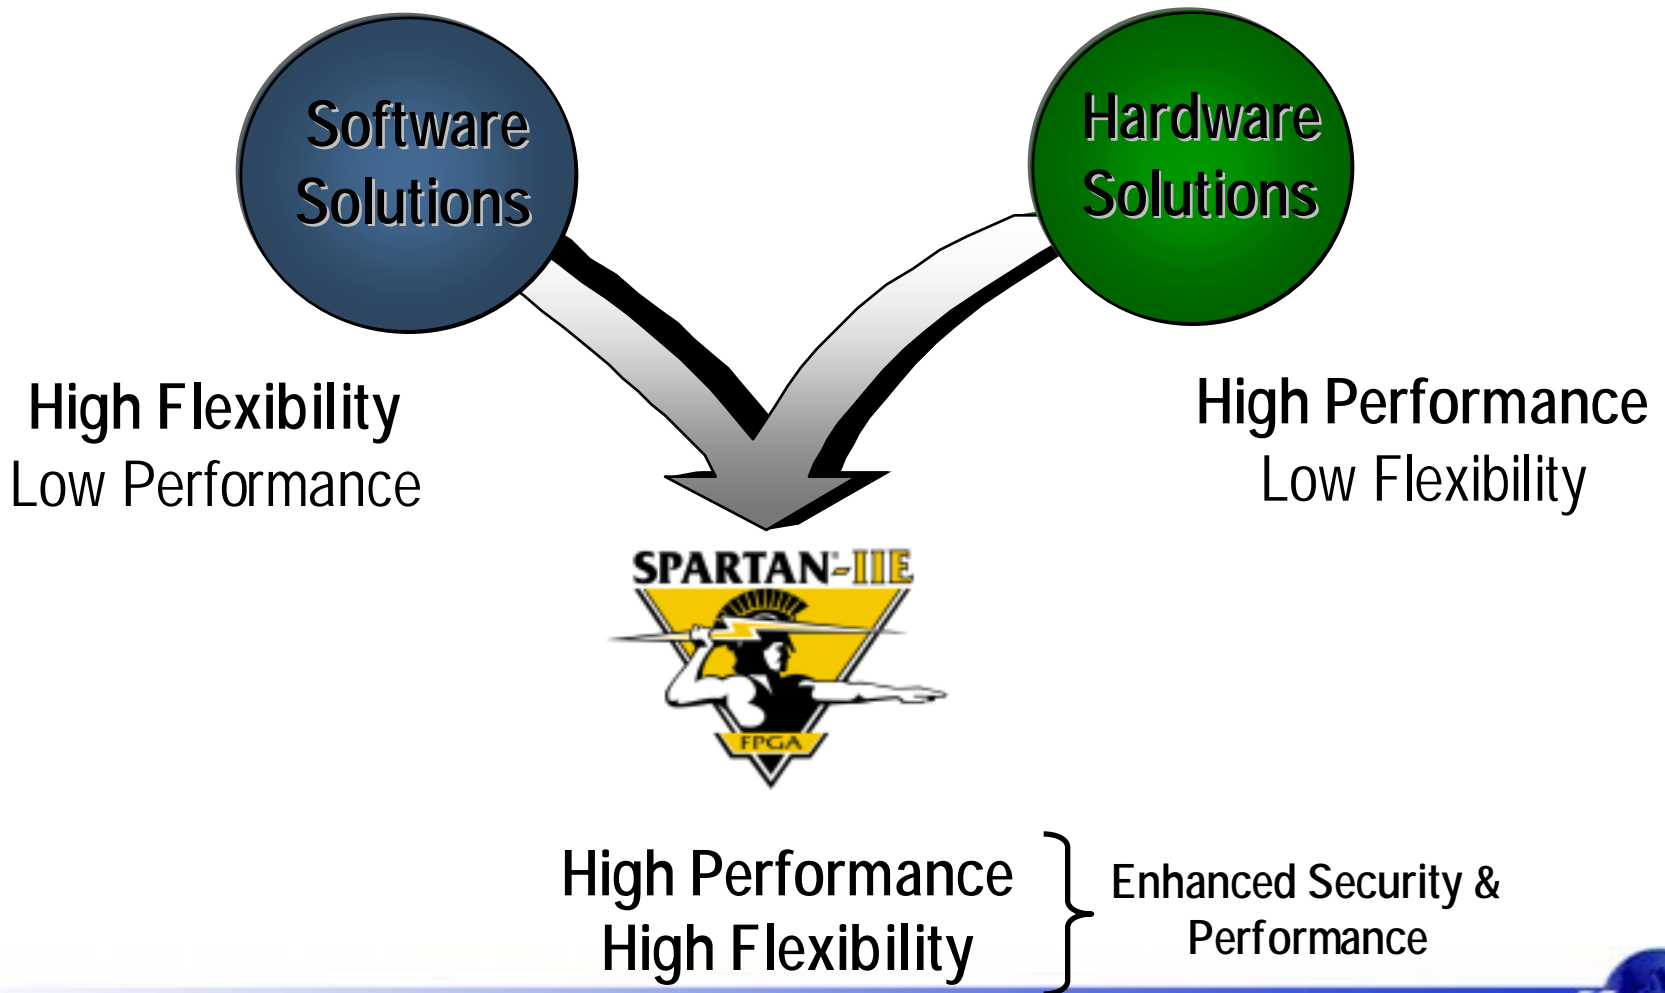 Software
Solutions
Hardware
Solutions
High Flexibility
Low Performance
High Performance
Low Flexibility
SPARTAN-IIE
FPGA
High Performance
High Flexibility
Enhanced Security &
Performance